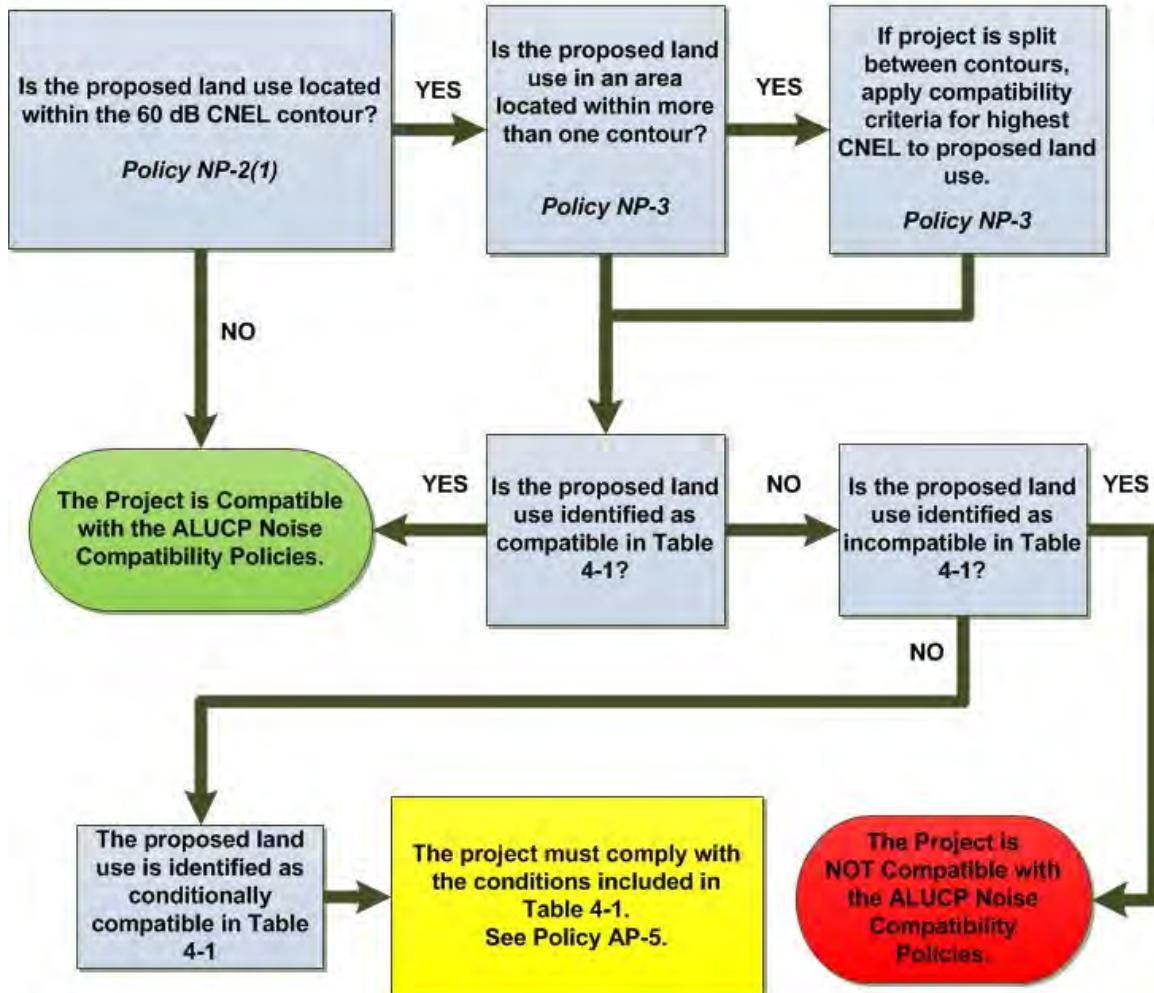 Is the proposed land use located
within the 60 dB CNEL contour?
Policy NP-2(1)
YES
Is the proposed land
use in an area
located within more
than one contour?
Policy NP-3
YES
If project is split
between contours,
apply compatibility
criteria for highest
CNEL to proposed land
use.
Policy NP-3
NO
The Project is Compatible
with the ALUCP Noise
Compatibility Policies.
YES
Is the proposed land
use identified as
compatible in Table
4-1?
NO
Is the proposed land
use identified as
incompatible in Table
4-1?
YES
NO
The proposed land
use is identified as
conditionally
compatible in Table
4-1
The project must comply with
the conditions included in
Table 4-1.
See Policy AP-5.
The Project is
NOT Compatible with
the ALUCP Noise
Compatibility
Policies.